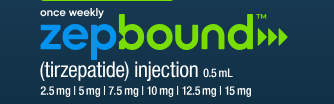 once weekly
zepbound™
(tirzepatide) injection 0.5 mL
2.5 mg | 5 mg | 7.5 mg | 10 mg | 12.5 mg | 15 mg